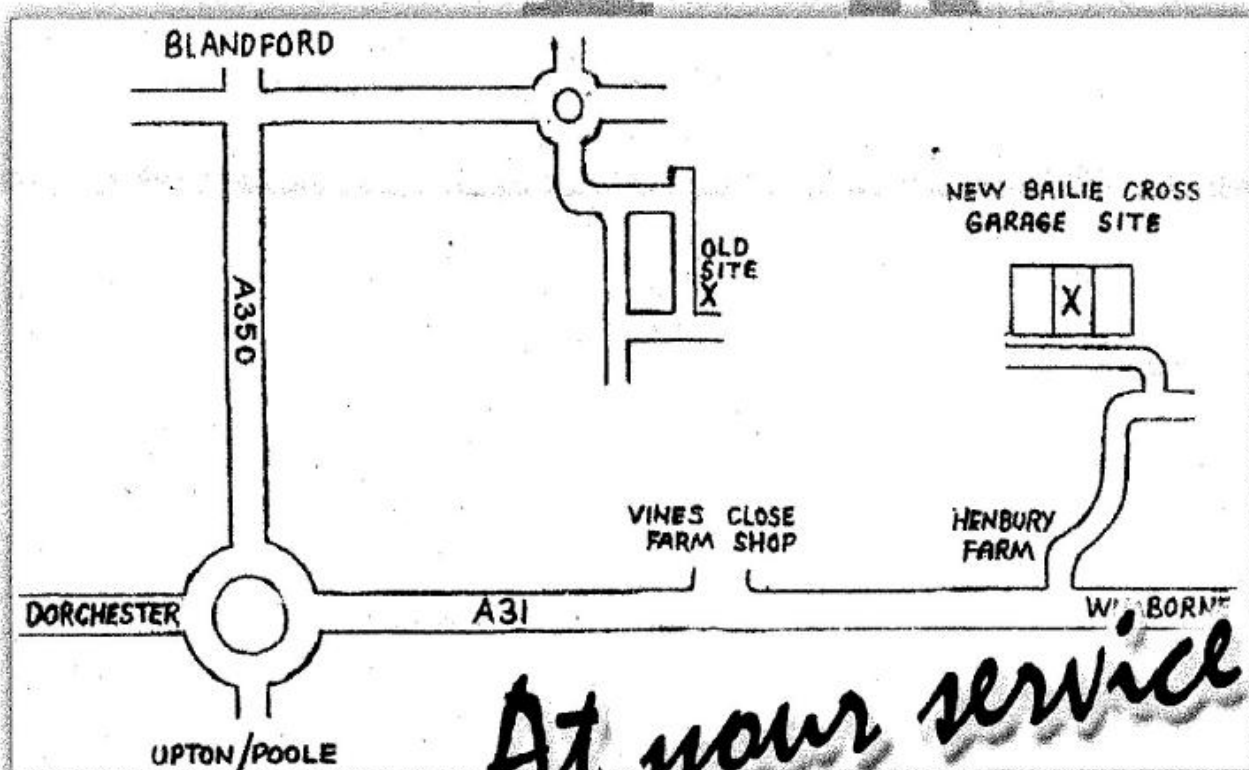 BLANDFORD
NEW BAILIE CROSS
GARAGE SITE
OLD
SITE
X
X
A350
VINES CLOSE
FARM SHOP
HENBURY
FARM
DORCHESTER
A31
UPTON/POOLE
At your service